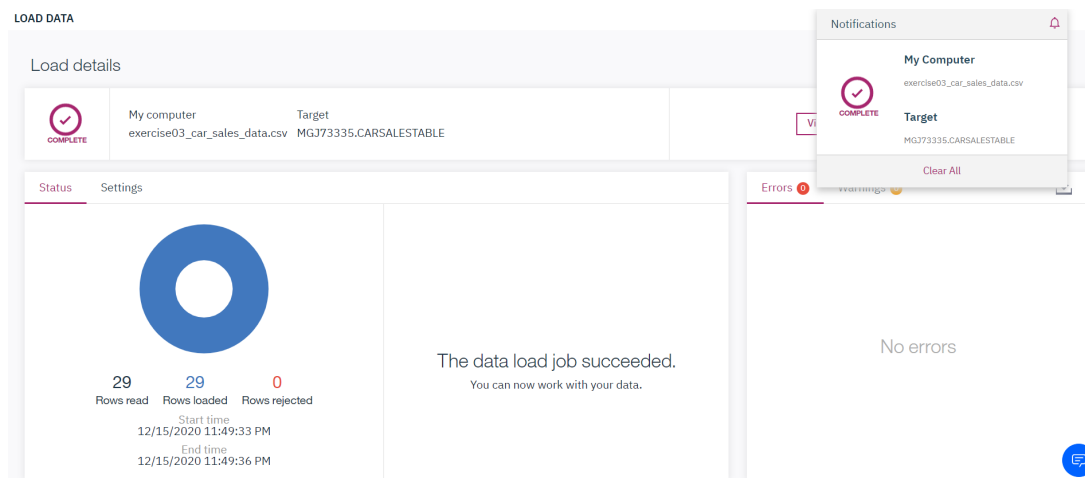 LOAD DATA
Notifications
Load details
My Computer
exercise03_car_sales_data.csv
COMPLETE
Target
MGJ73335.CARSALESTABLE
Clear All
COMPLETE
My computer
exercise03_car_sales_data.csv
Target
MGJ73335.CARSALESTABLE
Vi
Status Settings
Errors 0 Warnings
29 29 0
Rows read Rows loaded Rows rejected
Start time
12/15/2020 11:49:33 PM
End time
12/15/2020 11:49:36 PM
The data load job succeeded.
You can now work with your data.
No errors